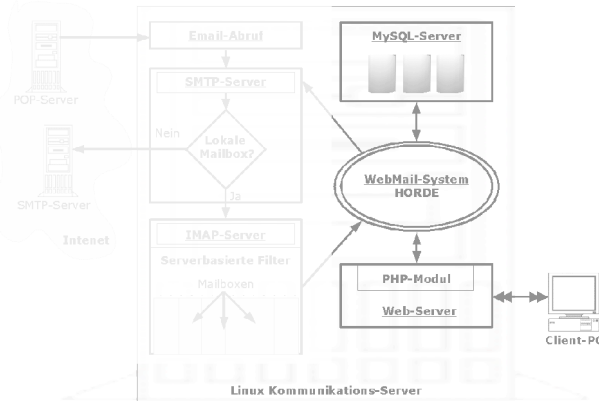 Email-Abruf
MySQL-Server
POP-Server
SMTP-Server
Nein
Lokale
Mailbox?
SMTP-Server
Ja
WebMail-System
HORDE
Intenet
IMAP-Server
Serverbasierte Filter
Mailboxen
PHP-Modul
Web-Server
Client-PC
Linux Kommunikations-Server